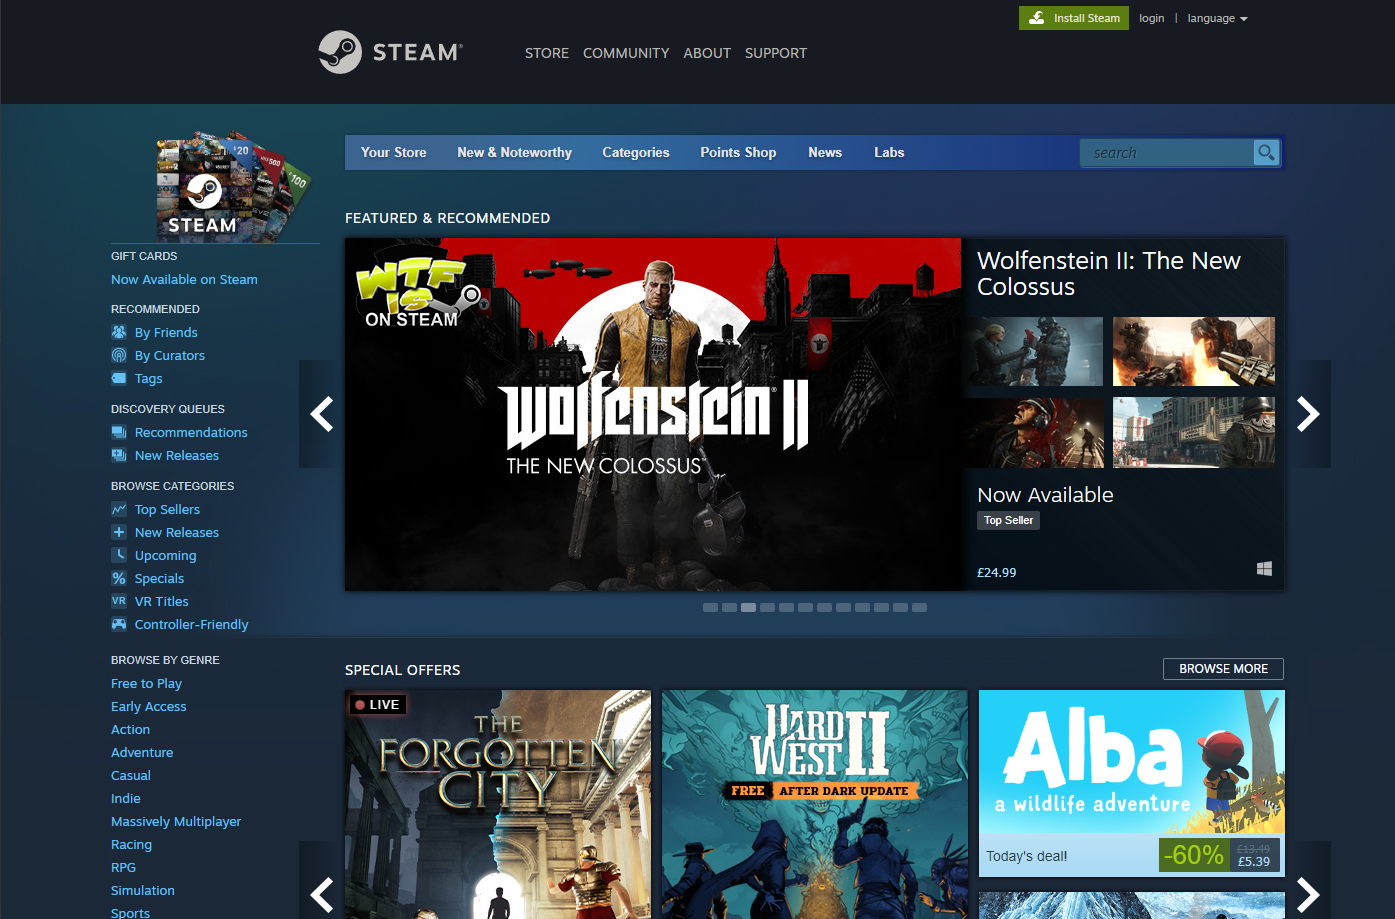 Install Steam
login | language
STEAM®
STORE COMMUNITY ABOUT SUPPORT
£20
£100
STEAM
Your Store New & Noteworthy Categories Points Shop News Labs
search
GIFT CARDS
Now Available on Steam
RECOMMENDED
By Friends
By Curators
Tags
DISCOVERY QUEUES
Recommendations
New Releases
BROWSE CATEGORIES
Top Sellers
New Releases
Upcoming
Specials
VR VR Titles
Controller-Friendly
BROWSE BY GENRE
Free to Play
Early Access
Action
Adventure
Casual
Indie
Massively Multiplayer
Racing
RPG
Simulation
Sports
FEATURED & RECOMMENDED
WTF
IS
ON STEAM
Wolfenstein® II
THE NEW COLOSSUS™
Wolfenstein II: The New
Colossus
Now Available
Top Seller
£24.99
SPECIAL OFFERS
BROWSE MORE
LIVE
THE
FORGOTTEN
CITY
HARD
WEST II
FREE AFTER DARK UPDATE
Alba
a wildlife adventure
Today's deal!
-60%
£13.49
£5.39